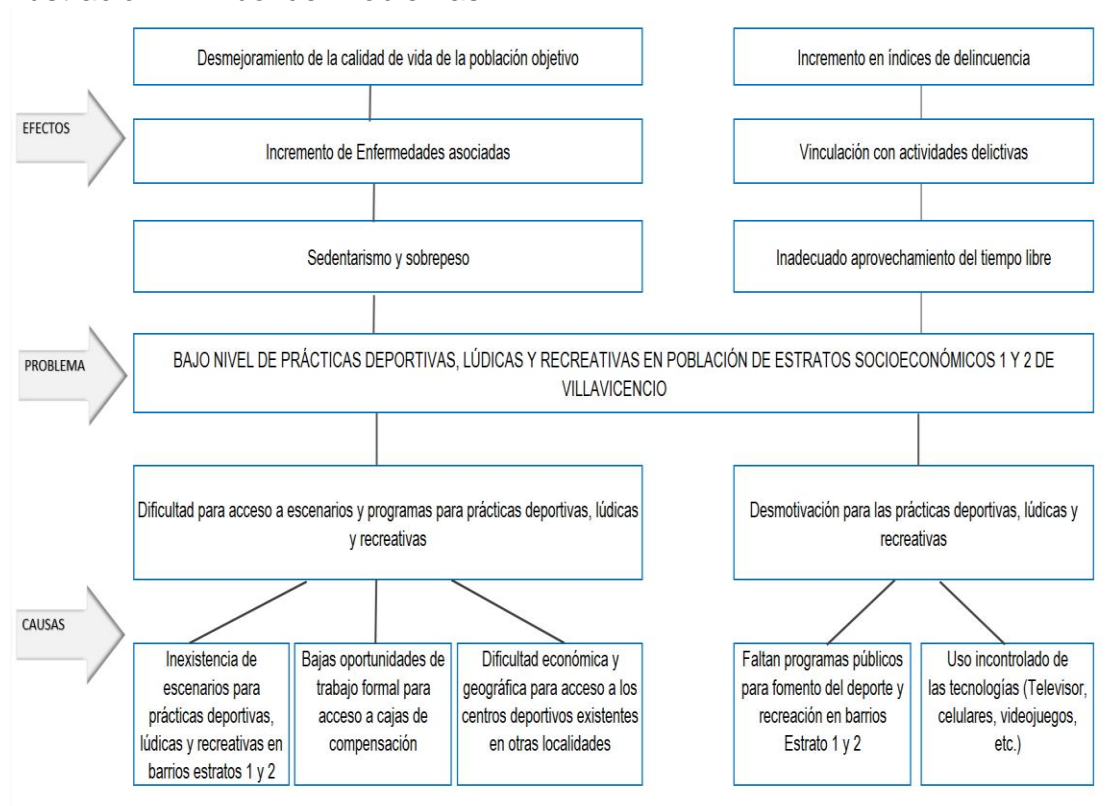 Desmejoramiento de la calidad de vida de la población objetivo
Incremento en índices de delincuencia
EFECTOS
Incremento de Enfermedades asociadas
Vinculación con actividades delictivas
Sedentarismo y sobrepeso
Inadecuado aprovechamiento del tiempo libre
PROBLEMA
BAJO NIVEL DE PRÁCTICAS DEPORTIVAS, LÚDICAS Y RECREATIVAS EN POBLACIÓN DE ESTRATOS SOCIOECONÓMICOS 1 Y 2 DE
VILLAVICENCIO
Dificultad para acceso a escenarios y programas para prácticas deportivas, lúdicas
y recreativas
Desmotivación para las prácticas deportivas, lúdicas y
recreativas
CAUSAS
Inexistencia de
escenarios para
prácticas deportivas,
lúdicas y recreativas en
barrios estratos 1 y 2
Bajas oportunidades de
trabajo formal para
acceso a cajas de
compensación
Dificultad económica y
geográfica para acceso a los
centros deportivos existentes
en otras localidades
Faltan programas públicos
para fomento del deporte y
recreación en barrios
Estrato 1 y 2
Uso incontrolado de
las tecnologías (Televisor,
celulares, videojuegos,
etc.)